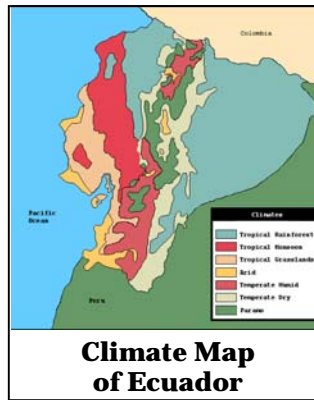 Colombia
Pacific
Ocean
Climates
Tropical Rainforest
Tropical Monsoon
Tropical Grasslands
Arid
Temperate Humid
Temperate Dry
Paramo
Peru
Climate Map
of Ecuador